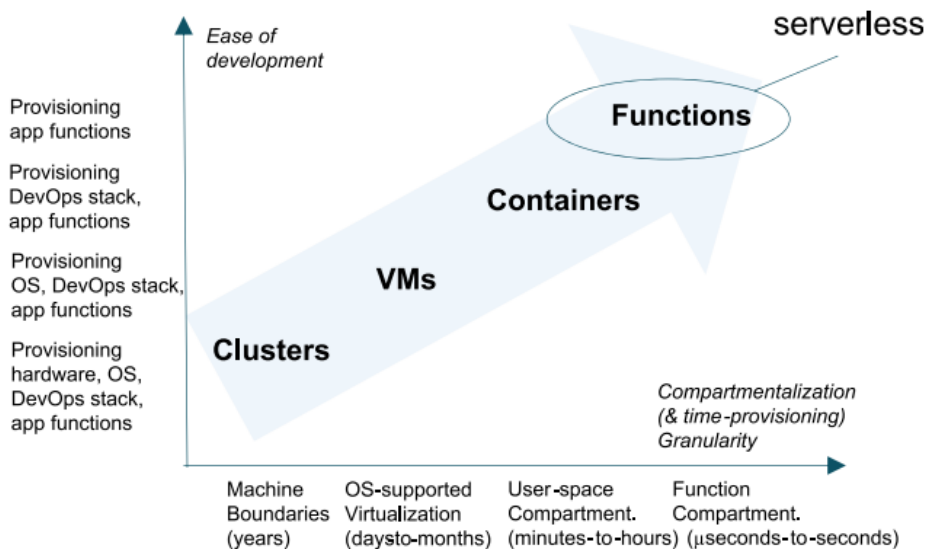 serverless
Ease of
development
Provisioning
app functions
Functions
Provisioning
DevOps stack,
app functions
Containers
Provisioning
OS, DevOps stack,
app functions
VMs
Provisioning
hardware, OS,
DevOps stack,
app functions
Clusters
Compartmentalization
(& time-provisioning)
Granularity
Machine
Boundaries
(years)
OS-supported
Virtualization
(daysto-months)
User-space
Compartment.
(minutes-to-hours)
Function
Compartment.
(μseconds-to-seconds)